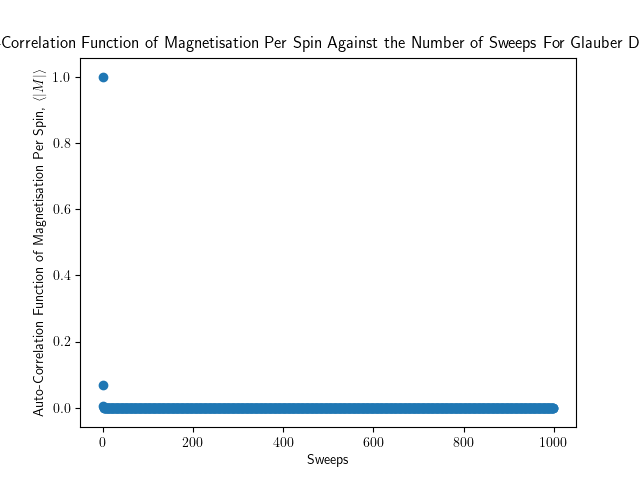 -Correlation Function of Magnetisation Per Spin Against the Number of Sweeps For Glauber D
Auto-Correlation Function of Magnetisation Per Spin, ⟨|M|⟩
1.0
0.8
0.6
0.4
0.2
0.0
0 200 400 600 800 1000
Sweeps